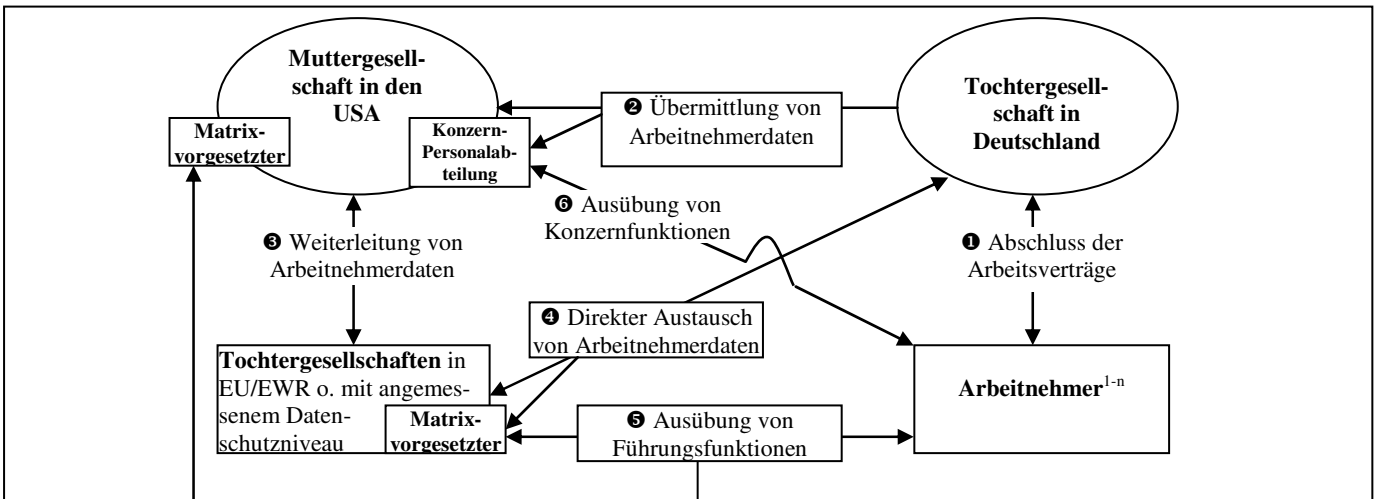 Muttergesell-
schaft in den
USA
Matrix-
vorgesetzter
Konzern-
Personalab-
teilung
❷ Übermittlung von
Arbeitnehmerdaten
Tochtergesell-
schaft in
Deutschland
❸ Weiterleitung von
Arbeitnehmerdaten
❻ Ausübung von
Konzernfunktionen
❶ Abschluss der
Arbeitsverträge
❹ Direkter Austausch
von Arbeitnehmerdaten
Tochtergesellschaften in
EU/EWR o. mit angemes-
senem Daten-
schutzniveau
Matrix-
vorgesetzter
❺ Ausübung von
Führungsfunktionen
Arbeitnehmer¹⁻ⁿ